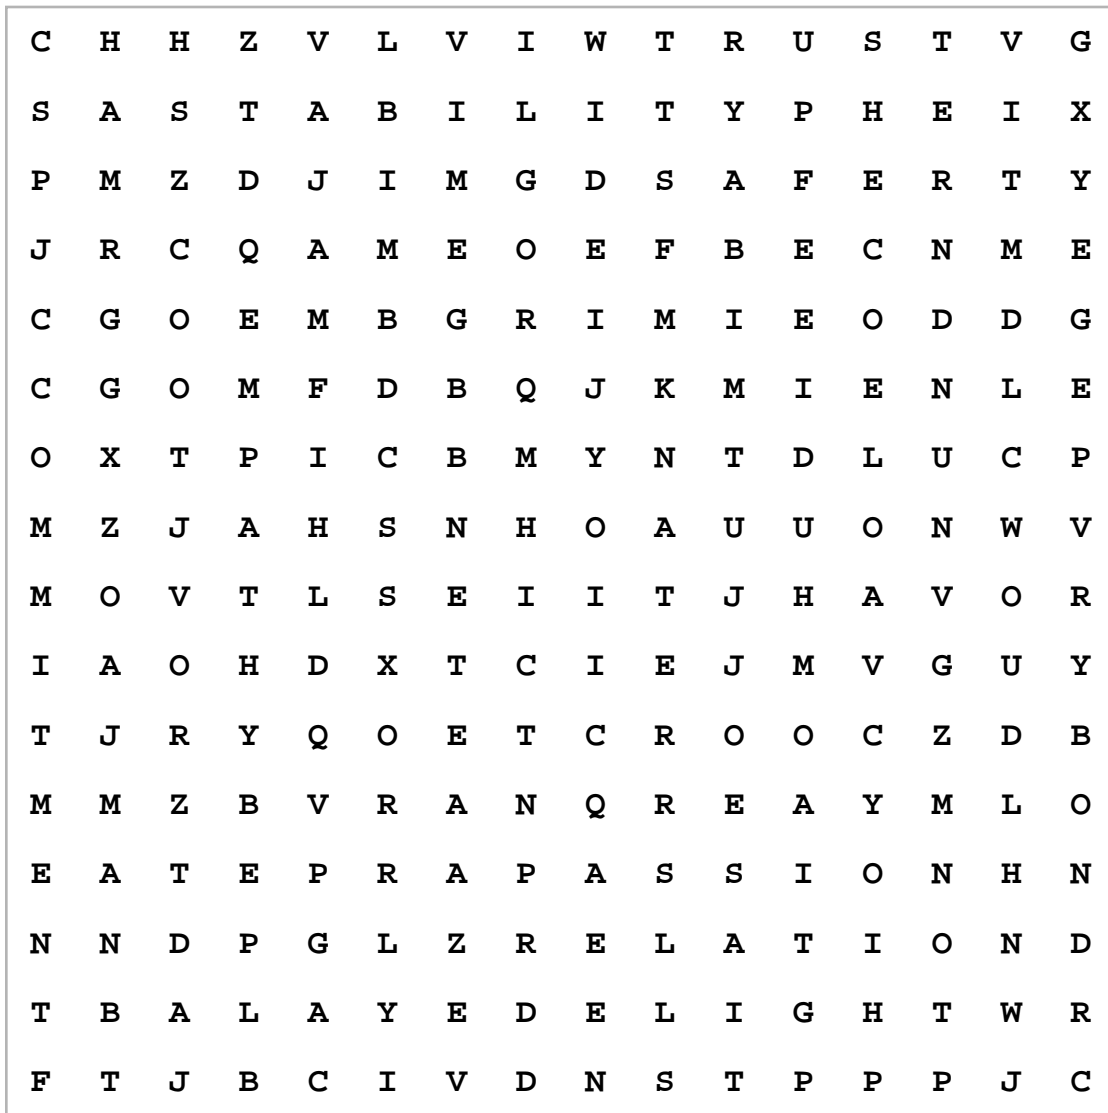 C H H Z V L V I W T R U S T V G
S A S T A B I L I T Y P H E I X
P M Z D J I M G D S A F E R T Y
J R C Q A M E O E F B E C N M E
C G O E M B G R I M I E O D D G
C G O M F D B Q J K M I E N L E
O X T P I C B M Y N T D L U C P
M Z J A H S N H O A U U O N W V
M O V T L S E I I T J H A V O R
I A O H D X T C I E J M V G U Y
T J R Y Q O E T C R O O C Z D B
M M Z B V R A N Q R E A Y M L O
E A T E P R A P A S S I O N H N
N N D P G L Z R E L A T I O N D
T B A L A Y E D E L I G H T W R
F T J B C I V D N S T P P P J C